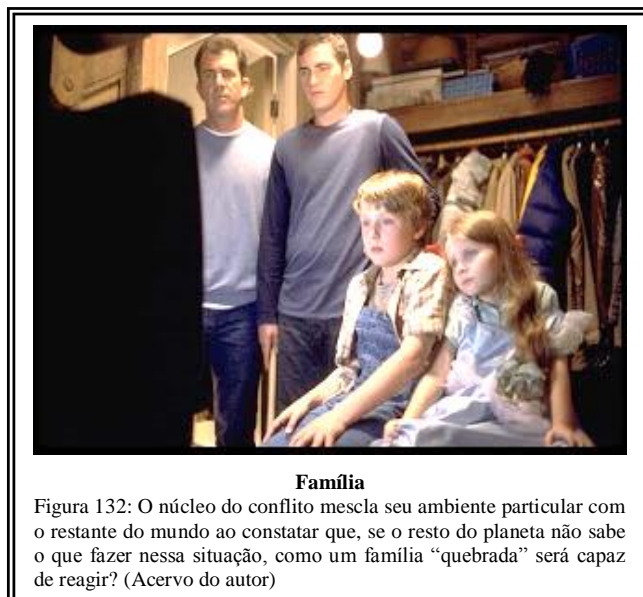 Família
Figura 132: O núcleo do conflito mescla seu ambiente particular com
o restante do mundo ao constatar que, se o resto do planeta não sabe
o que fazer nessa situação, como um família “quebrada” será capaz
de reagir? (Acervo do autor)